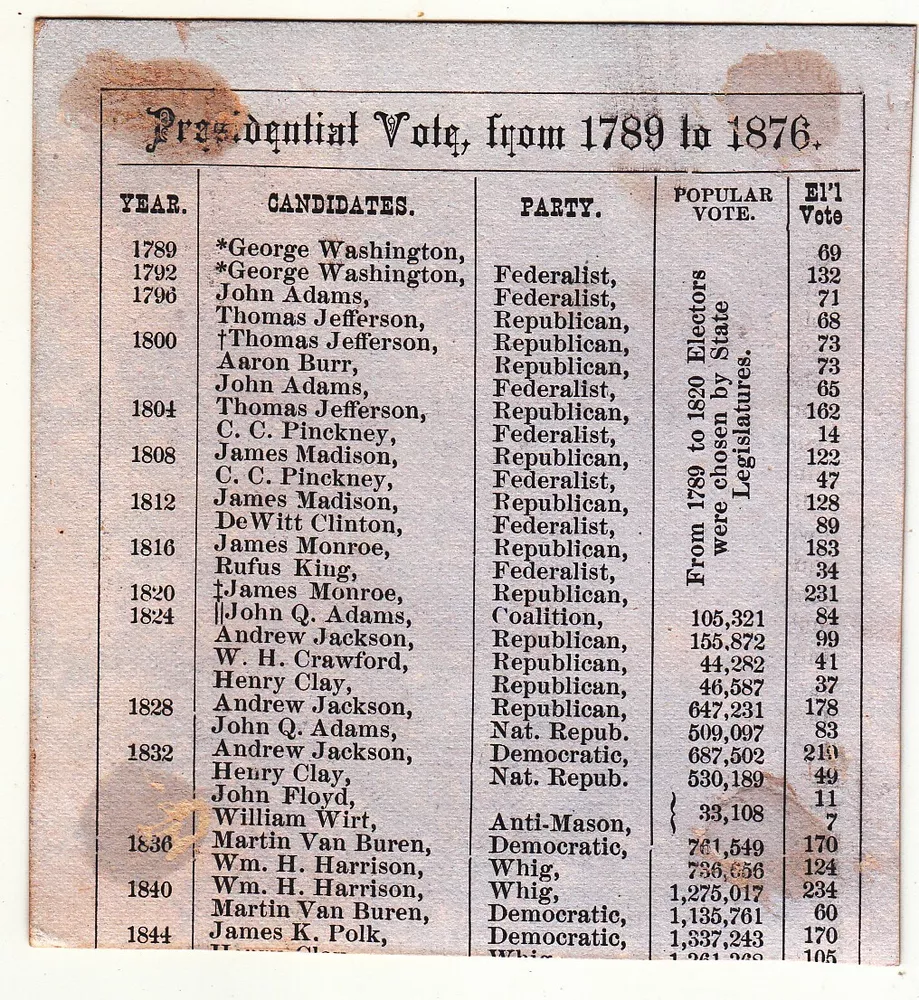 Presidential Vote, from 1789 to 1876.
YEAR. CANDIDATES. PARTY. POPULAR VOTE. El'l Vote
1789 *George Washington, 69
1792 *George Washington, Federalist, 132
1796 John Adams, Federalist, 71
Thomas Jefferson, Republican, 68
1800 †Thomas Jefferson, Republican, 73
Aaron Burr, Republican, 73
John Adams, Federalist, 65
1804 Thomas Jefferson, Republican, 162
C. C. Pinckney, Federalist, 14
1808 James Madison, Republican, 122
C. C. Pinckney, Federalist, 47
1812 James Madison, Republican, 128
DeWitt Clinton, Federalist, 89
1816 James Monroe, Republican, 183
Rufus King, Federalist, 34
1820 ‡James Monroe, Republican, 231
From 1789 to 1820 Electors
were chosen by State
Legislatures.
1824 ‖John Q. Adams, Coalition, 105,321 84
Andrew Jackson, Republican, 155,872 99
W. H. Crawford, Republican, 44,282 41
Henry Clay, Republican, 46,587 37
1828 Andrew Jackson, Republican, 647,231 178
John Q. Adams, Nat. Repub. 509,097 83
1832 Andrew Jackson, Democratic, 687,502 219
Henry Clay, Nat. Repub. 530,189 49
John Floyd, 11
William Wirt, Anti-Mason, } 33,108 7
1836 Martin Van Buren, Democratic, 761,549 170
Wm. H. Harrison, Whig, 736,656 124
1840 Wm. H. Harrison, Whig, 1,275,017 234
Martin Van Buren, Democratic, 1,135,761 60
1844 James K. Polk, Democratic, 1,337,243 170
Whig 105